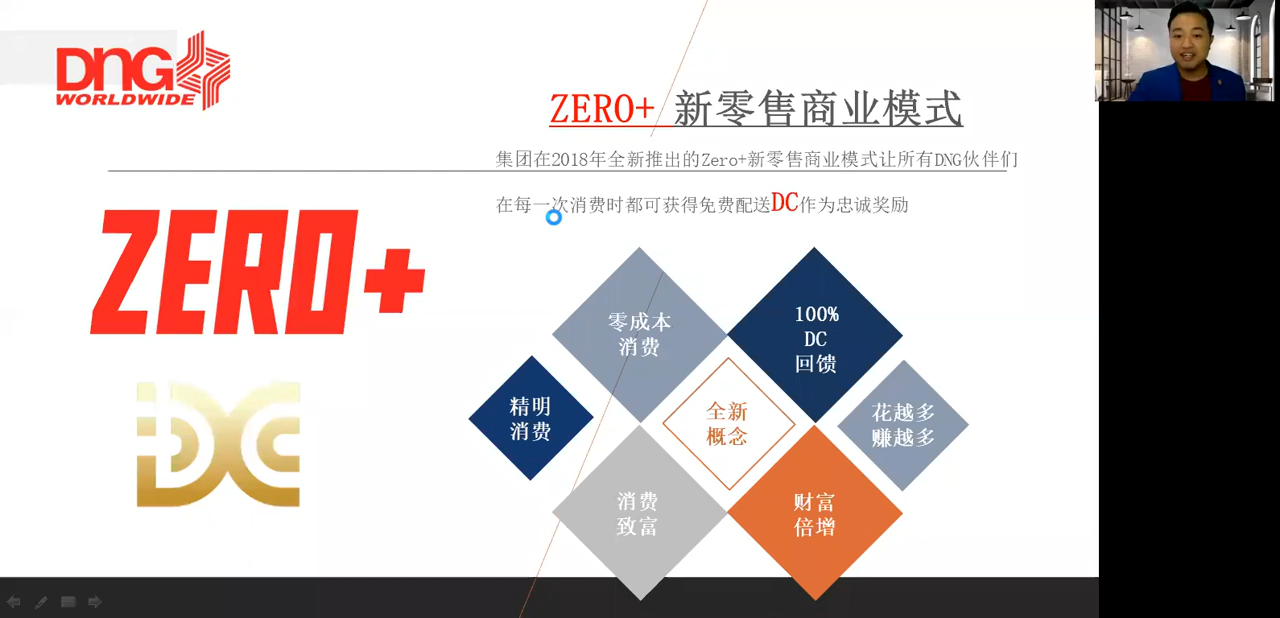 DNG
WORLDWIDE
ZERO+ 新零售商业模式
集团在2018年全新推出的Zero+新零售商业模式让所有DNG伙伴们
在每一次消费时都可获得免费配送DC作为忠诚奖励
ZERO+
DC
零成本
消费
100%
DC
回馈
精明
消费
全新
概念
花越多
赚越多
消费
致富
财富
倍增